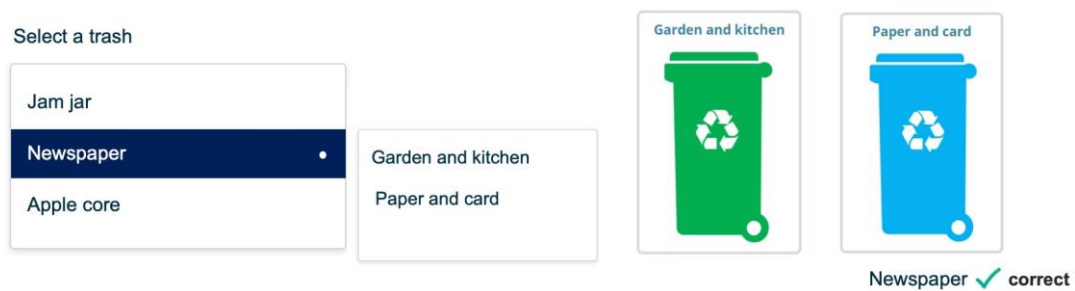 Select a trash
Jam jar
Newspaper
Apple core
Garden and kitchen
Paper and card
Garden and kitchen
Paper and card
Newspaper ✓ correct